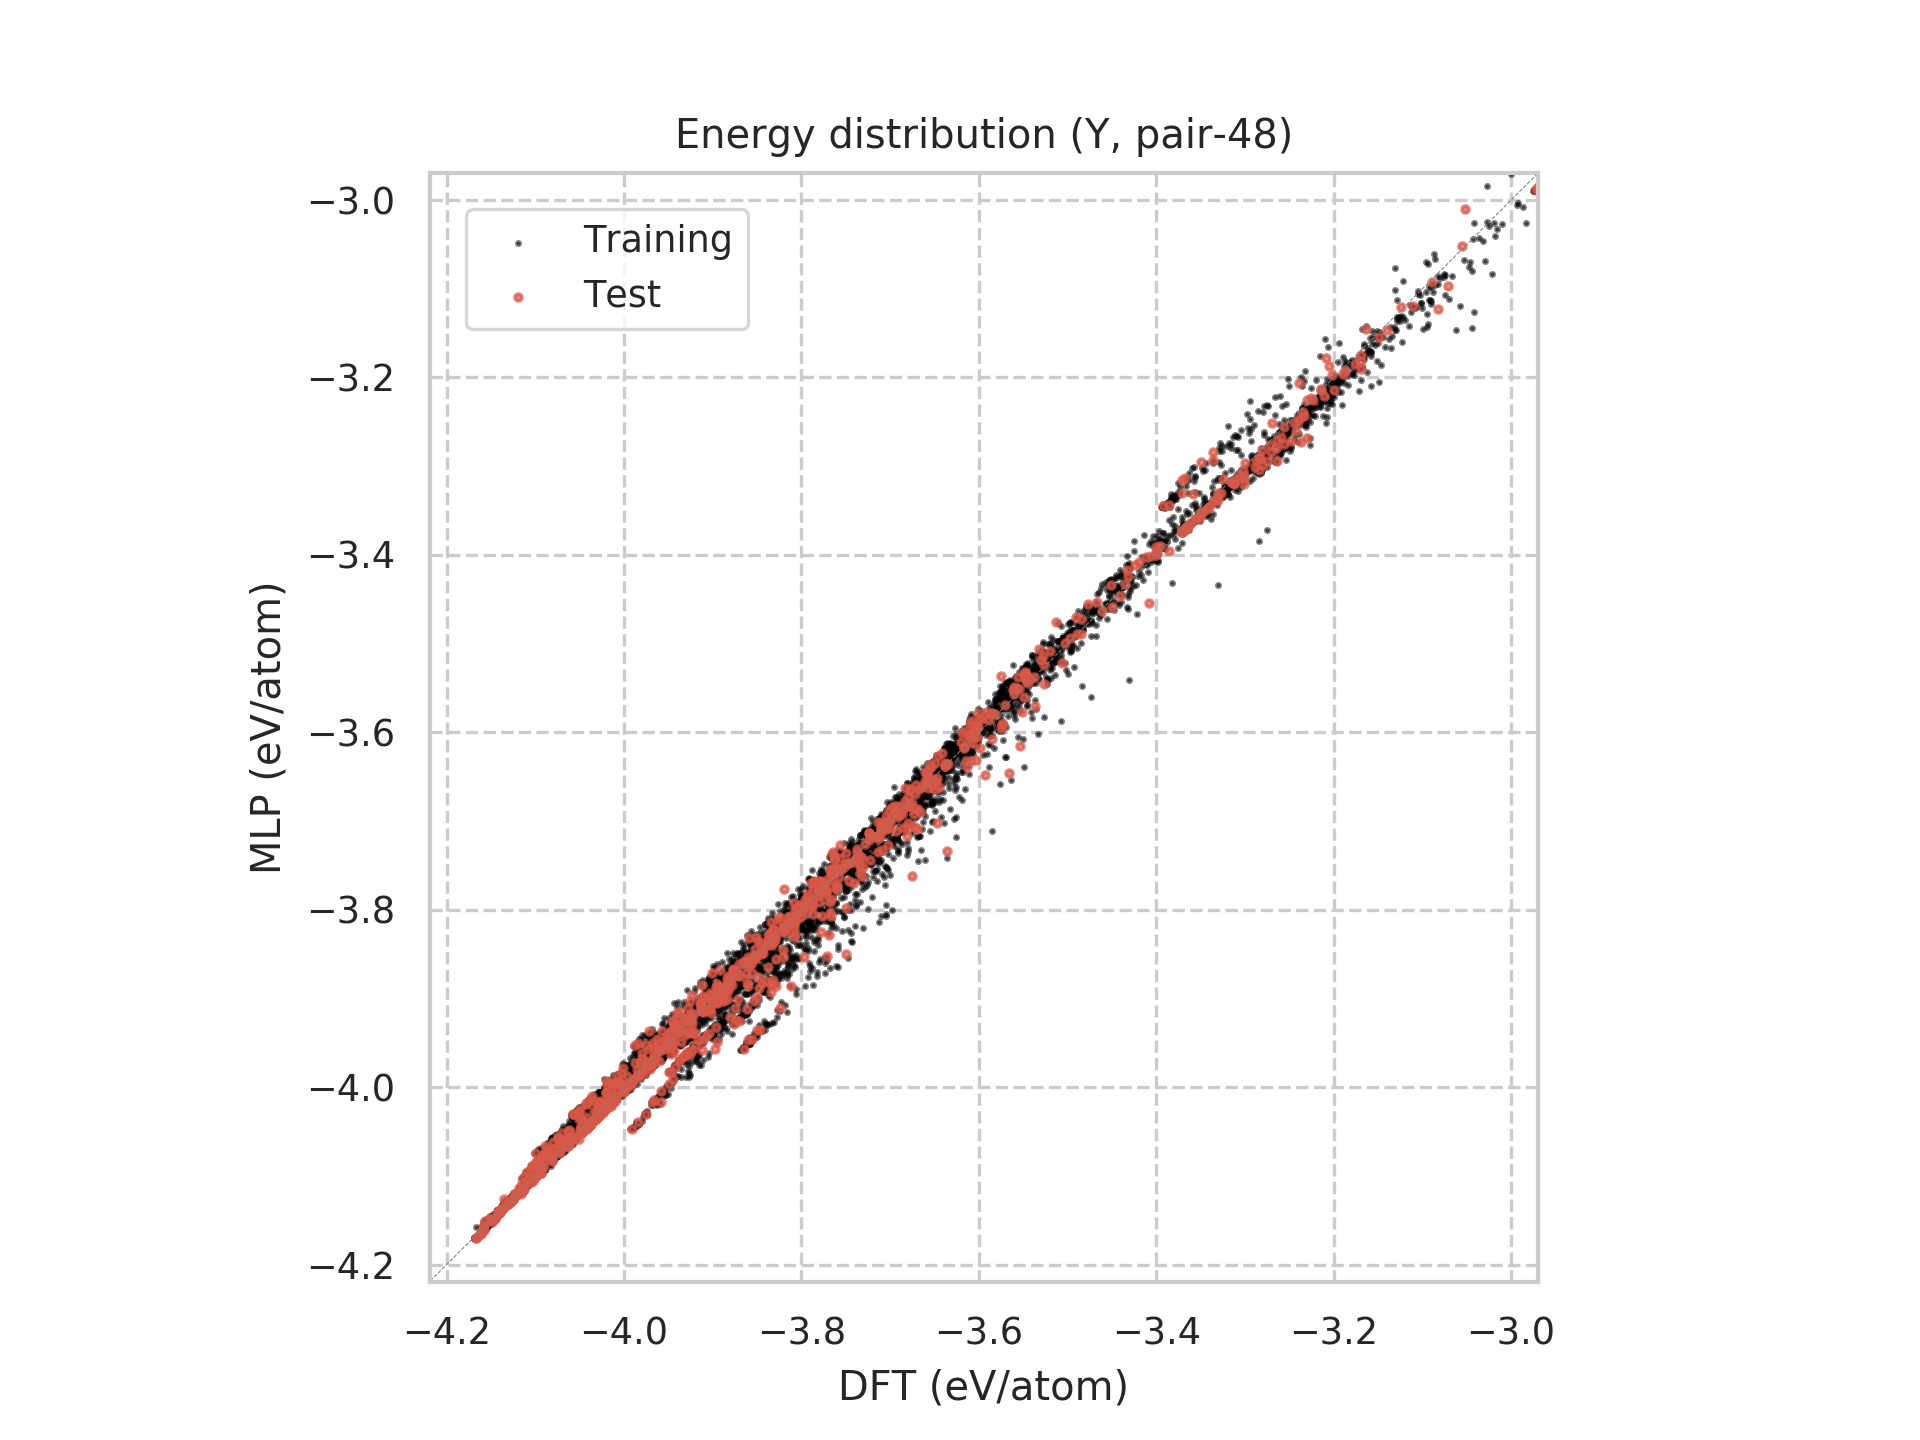 Energy distribution (Y, pair-48)
−3.0
Training
Test
−3.2
−3.4
−3.6
−3.8
−4.0
−4.2
MLP (eV/atom)
−4.2 −4.0 −3.8 −3.6 −3.4 −3.2 −3.0
DFT (eV/atom)